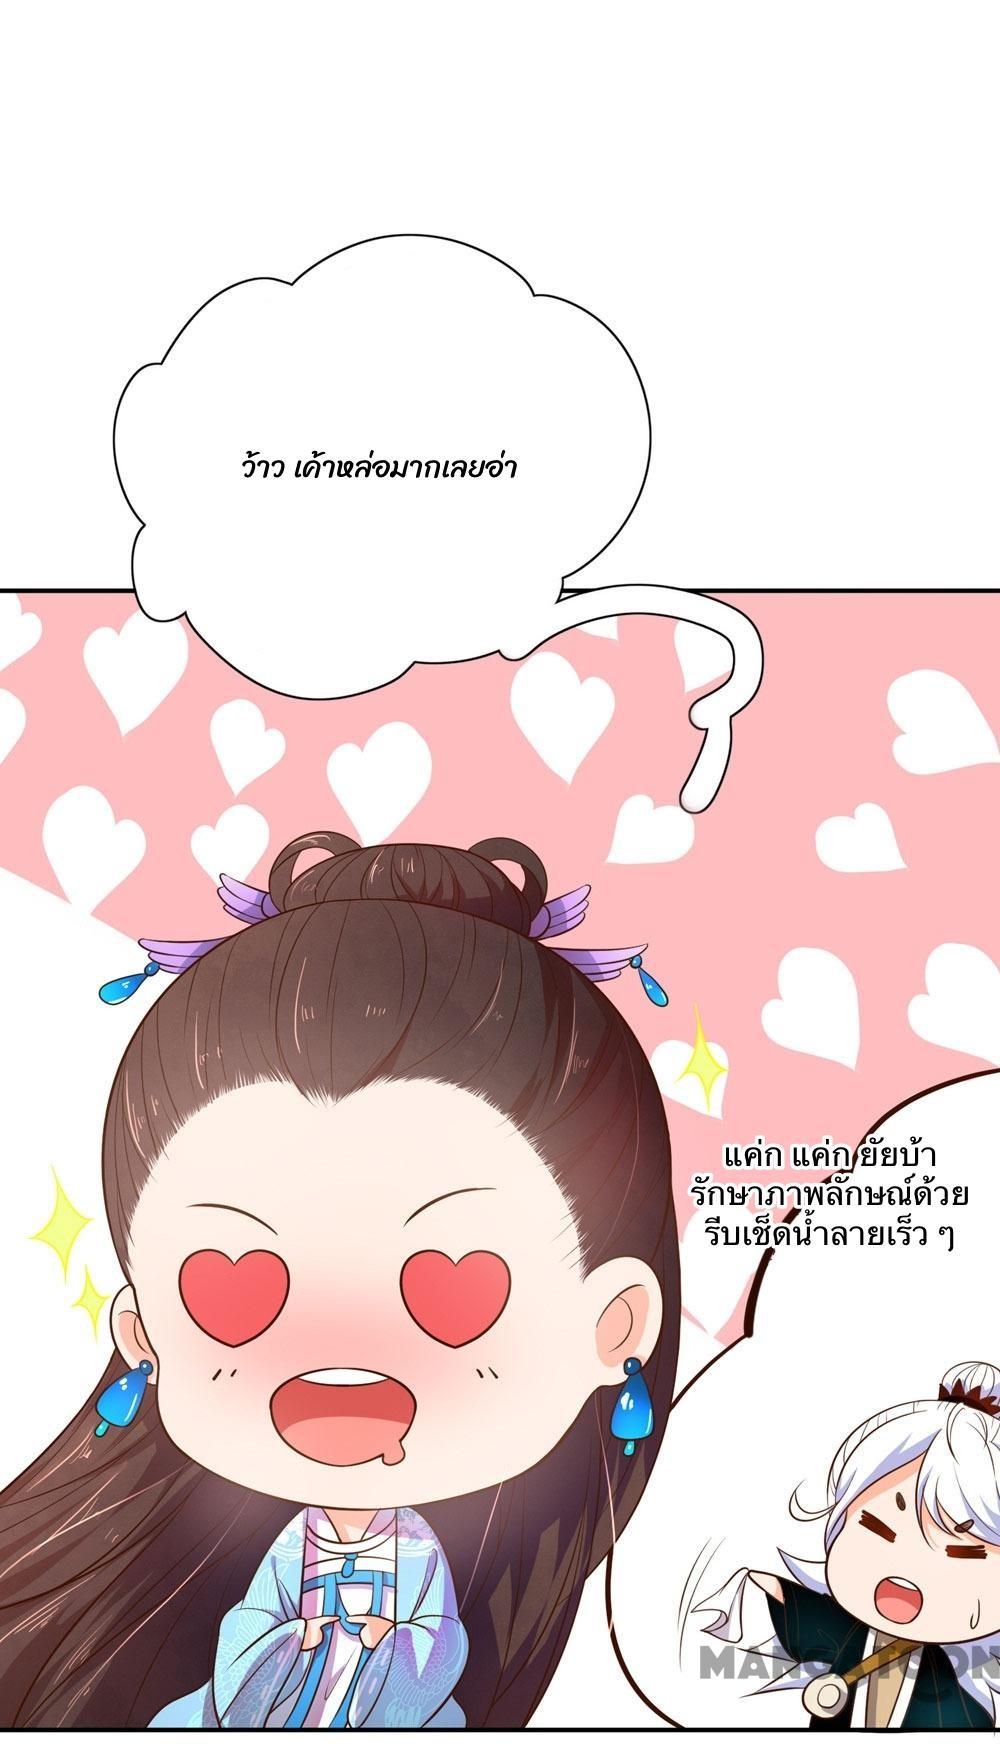 ว้าว เค้าหล่อมากเลยอ่า
แค่ก แค่ก ยัยบ้า
รักษาภาพลักษณ์ด้วย
รีบเช็ดน้ำลายเร็ว ๆ
MANGATOON